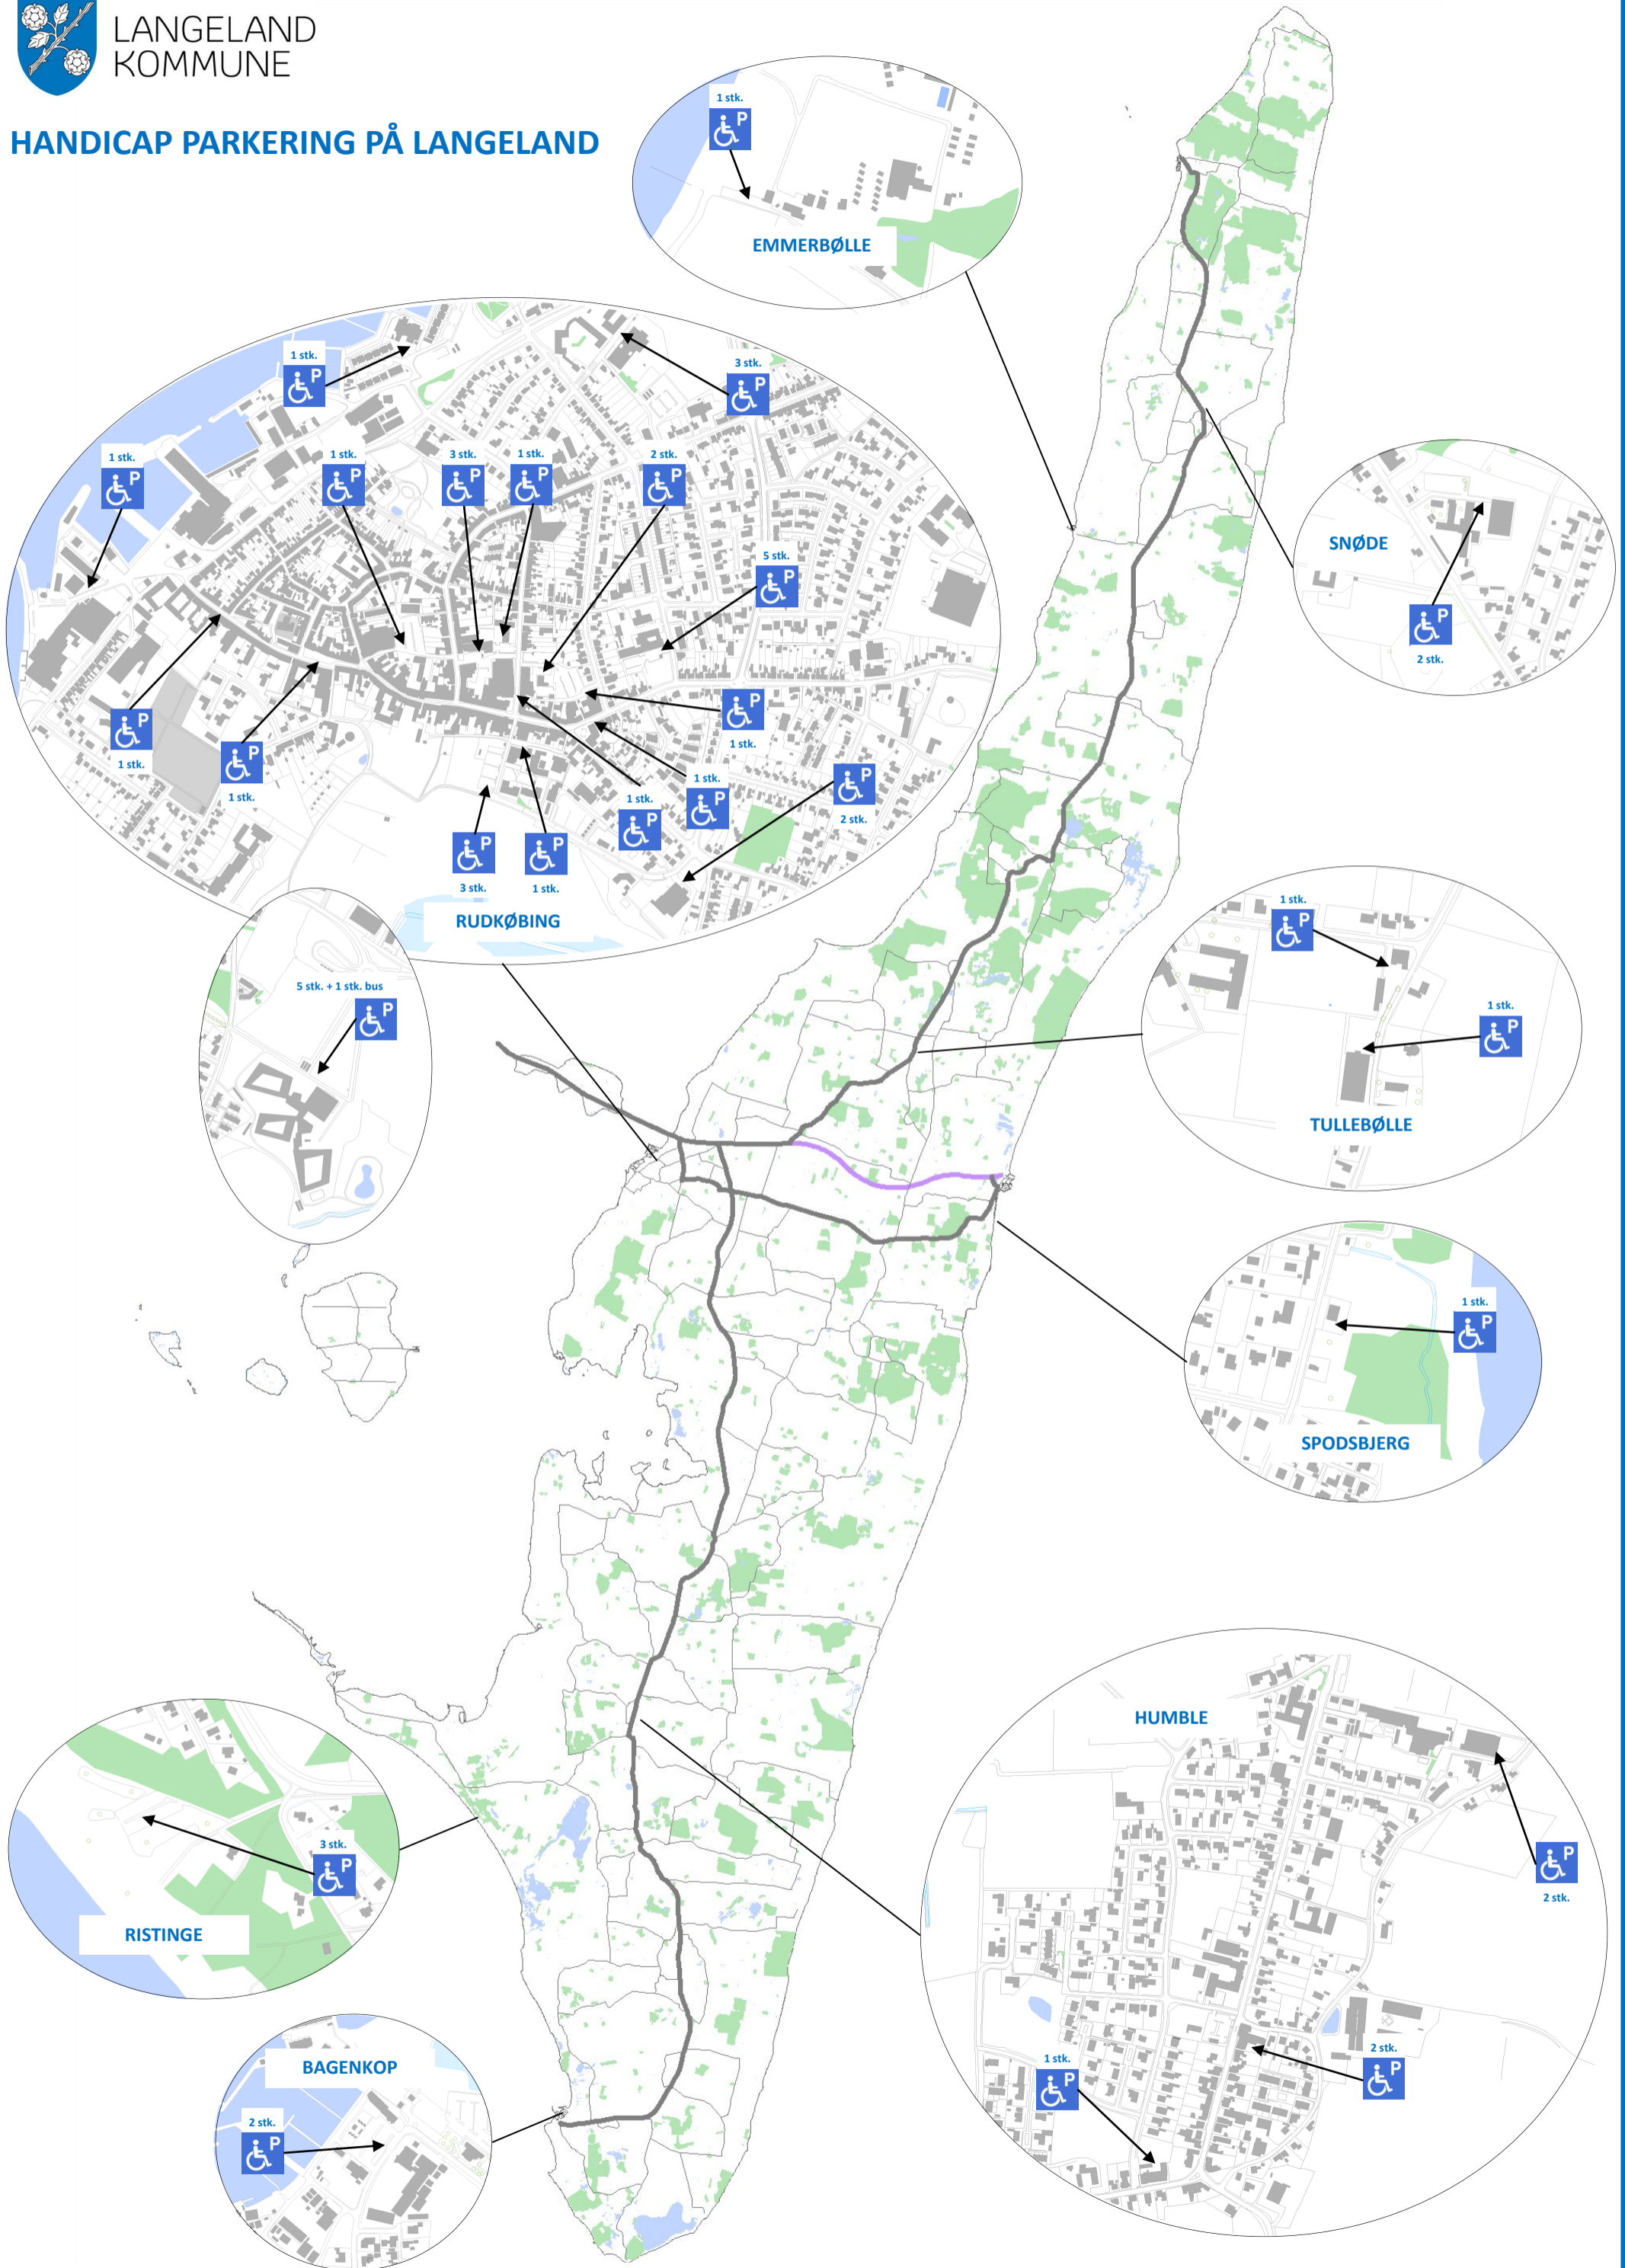 LANGELAND
KOMMUNE
HANDICAP PARKERING PÅ LANGELAND
1 stk.
P
EMMERBØLLE
1 stk.
P
3 stk.
P
1 stk.
P
1 stk.
P
3 stk.
P
1 stk.
P
2 stk.
P
5 stk.
P
P
1 stk.
P
1 stk.
P
1 stk.
1 stk.
P
1 stk.
P
P
2 stk.
P
3 stk.
P
1 stk.
RUDKØBING
5 stk. + 1 stk. bus
P
SNØDE
P
2 stk.
1 stk.
P
1 stk.
P
TULLEBØLLE
1 stk.
P
SPODSBJERG
HUMBLE
P
2 stk.
2 stk.
P
1 stk.
P
3 stk.
P
RISTINGE
BAGENKOP
2 stk.
P